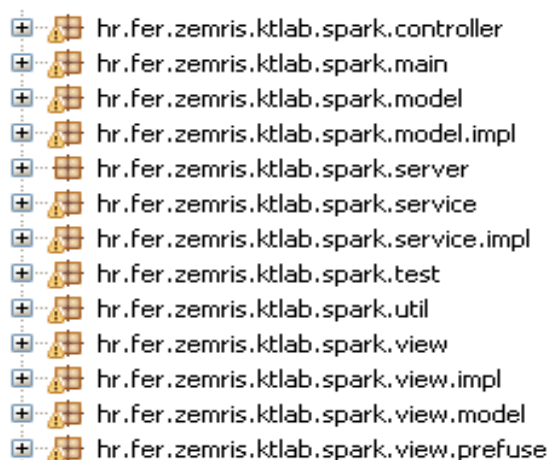 hr.fer.zemris.ktlab.spark.controller
hr.fer.zemris.ktlab.spark.main
hr.fer.zemris.ktlab.spark.model
hr.fer.zemris.ktlab.spark.model.impl
hr.fer.zemris.ktlab.spark.server
hr.fer.zemris.ktlab.spark.service
hr.fer.zemris.ktlab.spark.service.impl
hr.fer.zemris.ktlab.spark.test
hr.fer.zemris.ktlab.spark.util
hr.fer.zemris.ktlab.spark.view
hr.fer.zemris.ktlab.spark.view.impl
hr.fer.zemris.ktlab.spark.view.model
hr.fer.zemris.ktlab.spark.view.prefuse